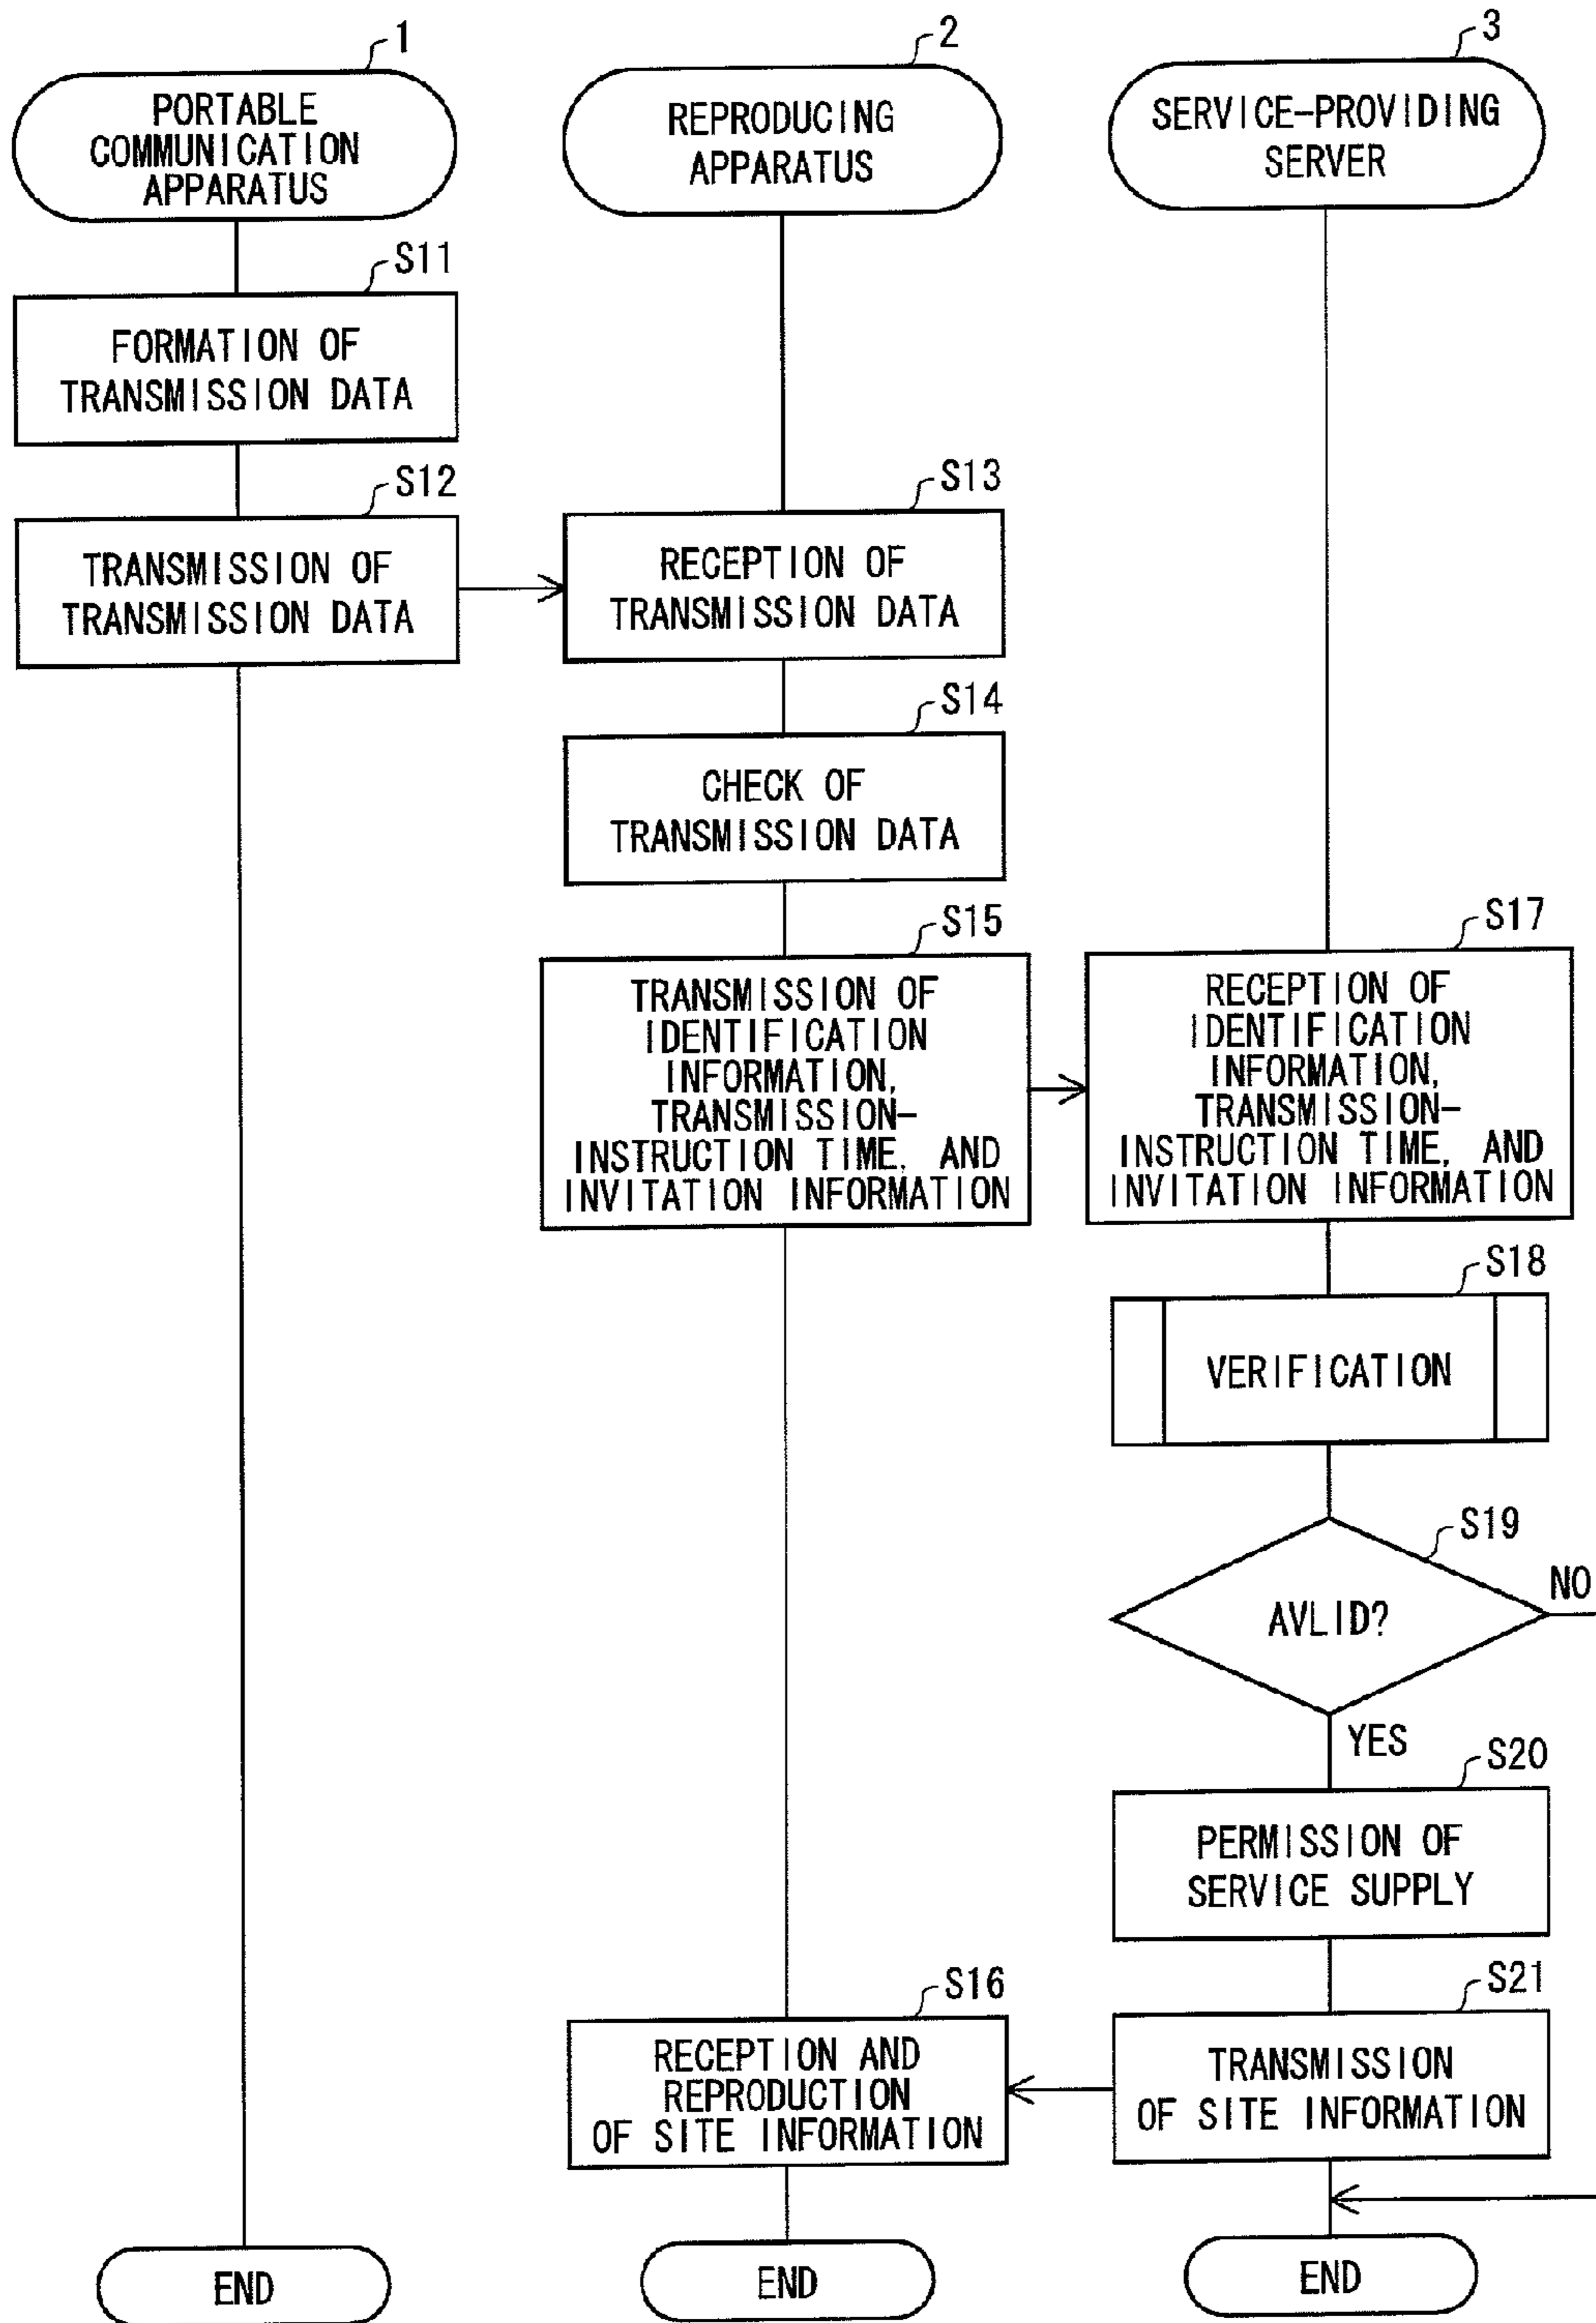 1
PORTABLE
COMMUNICATION
APPARATUS
2
REPRODUCING
APPARATUS
3
SERVICE-PROVIDING
SERVER
S11
FORMATION OF
TRANSMISSION DATA
S12
TRANSMISSION OF
TRANSMISSION DATA
S13
RECEPTION OF
TRANSMISSION DATA
S14
CHECK OF
TRANSMISSION DATA
S15
TRANSMISSION OF
IDENTIFICATION
INFORMATION,
TRANSMISSION-
INSTRUCTION TIME, AND
INVITATION INFORMATION
S17
RECEPTION OF
IDENTIFICATION
INFORMATION,
TRANSMISSION-
INSTRUCTION TIME, AND
INVITATION INFORMATION
S18
VERIFICATION
S19
AVLID?
NO
YES
S20
PERMISSION OF
SERVICE SUPPLY
S16
RECEPTION AND
REPRODUCTION
OF SITE INFORMATION
S21
TRANSMISSION
OF SITE INFORMATION
END
END
END